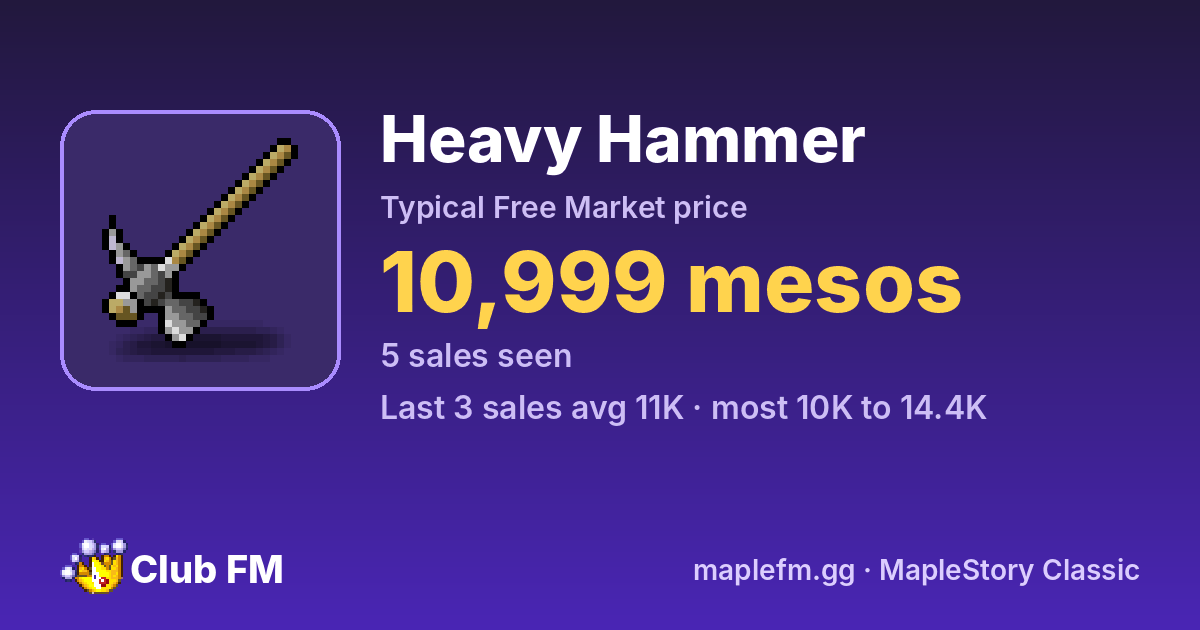 Heavy Hammer
Typical Free Market price
10,999 mesos
5 sales seen
Last 3 sales avg 11K · most 10K to 14.4K
Club FM
maplefm.gg · MapleStory Classic